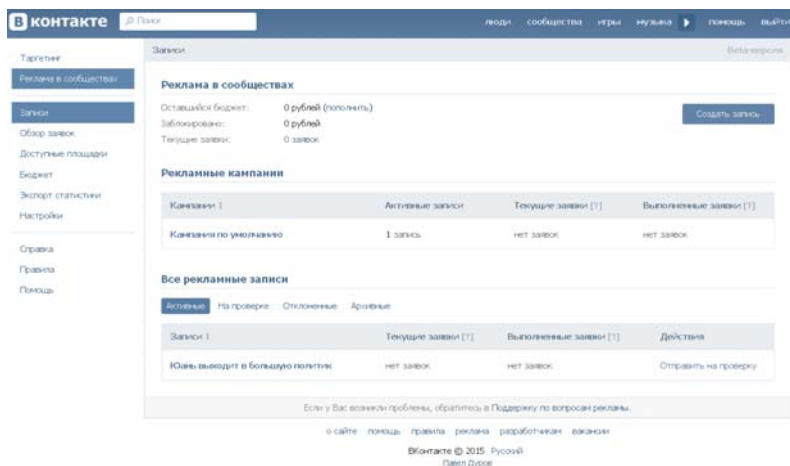 В контакте Поиск люди сообщества игры музыка помощь выйти
Таргетинг
Реклама в сообществах
Записи
Обзор заявок
Доступные площадки
Бюджет
Экспорт статистики
Настройки
Справка
Правила
Помощь
Записи Beta-версия
Реклама в сообществах
Оставшийся бюджет: 0 рублей (пополнить)
Заблокировано: 0 рублей
Текущие заявки: 0 заявок
Создать запись
Рекламные кампании
Кампании 1 Активные записи Текущие заявки [?] Выполненные заявки [?]
Кампания по умолчанию 1 запись нет заявок нет заявок
Все рекламные записи
Активные На проверке Отклоненные Архивные
Записи 1 Текущие заявки [?] Выполненные заявки [?] Действия
Юань выходит в большую политик нет заявок нет заявок Отправить на проверку
Если у Вас возникли проблемы, обратитесь в Поддержку по вопросам рекламы.
о сайте помощь правила реклама разработчикам вакансии
ВКонтакте © 2015 Русский
Павел Дуров